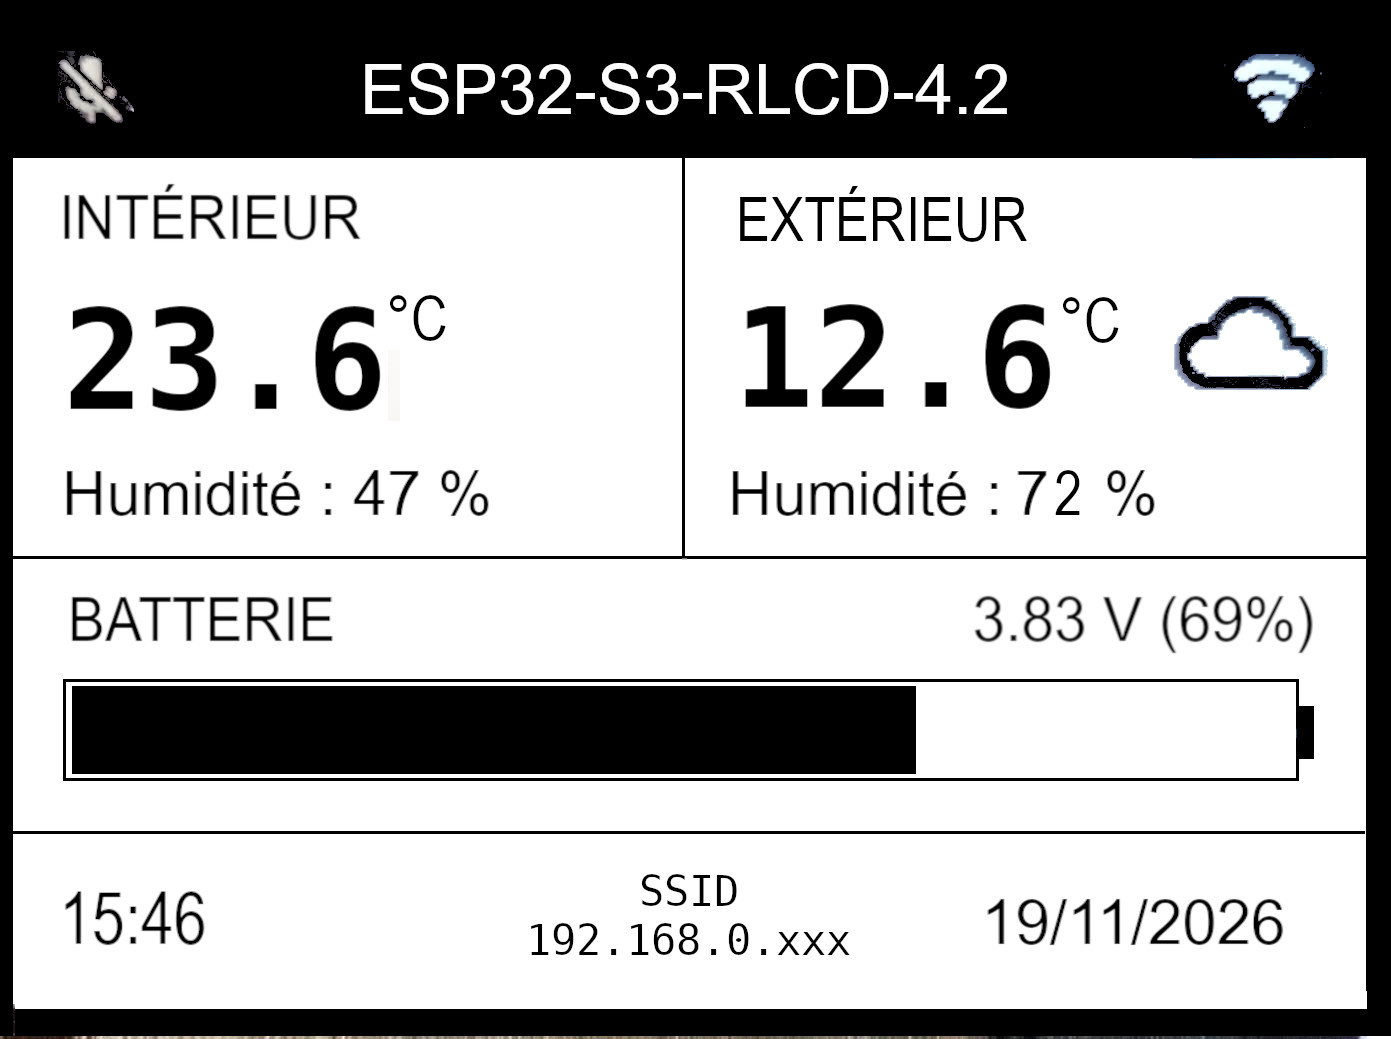 ESP32-S3-RLCD-4.2
INTÉRIEUR
23.6 °C
Humidité : 47 %
EXTÉRIEUR
12.6 °C
Humidité : 72 %
BATTERIE
3.83 V (69%)
15:46
SSID
192.168.0.xxx
19/11/2026